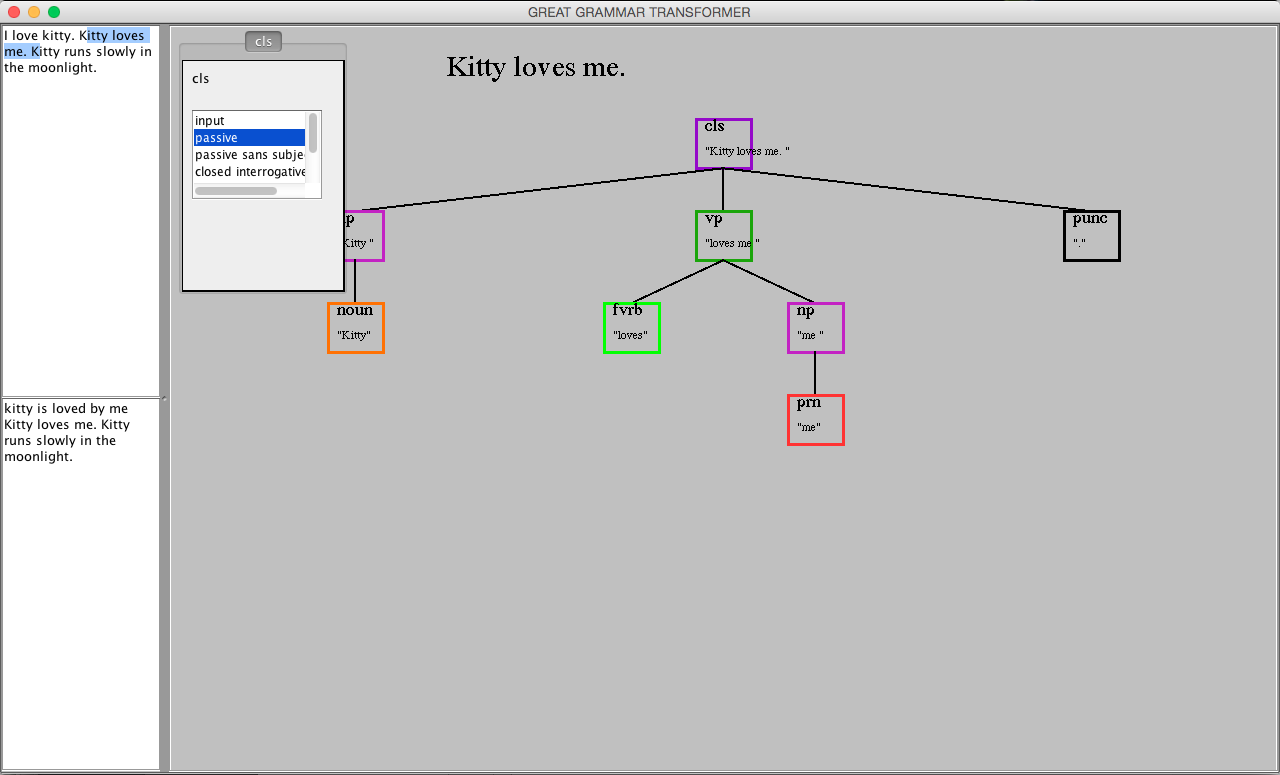 GREAT GRAMMAR TRANSFORMER
I love kitty. Kitty loves
me. Kitty runs slowly in
the moonlight.
cls
cls
input
passive
passive sans subje
closed interrogative
Kitty loves me.
cls
"Kitty loves me. "
p
Kitty "
vp
"loves me "
punc
"."
noun
"Kitty"
fvrb
"loves"
np
"me "
prn
"me"
kitty is loved by me
Kitty loves me. Kitty
runs slowly in the
moonlight.